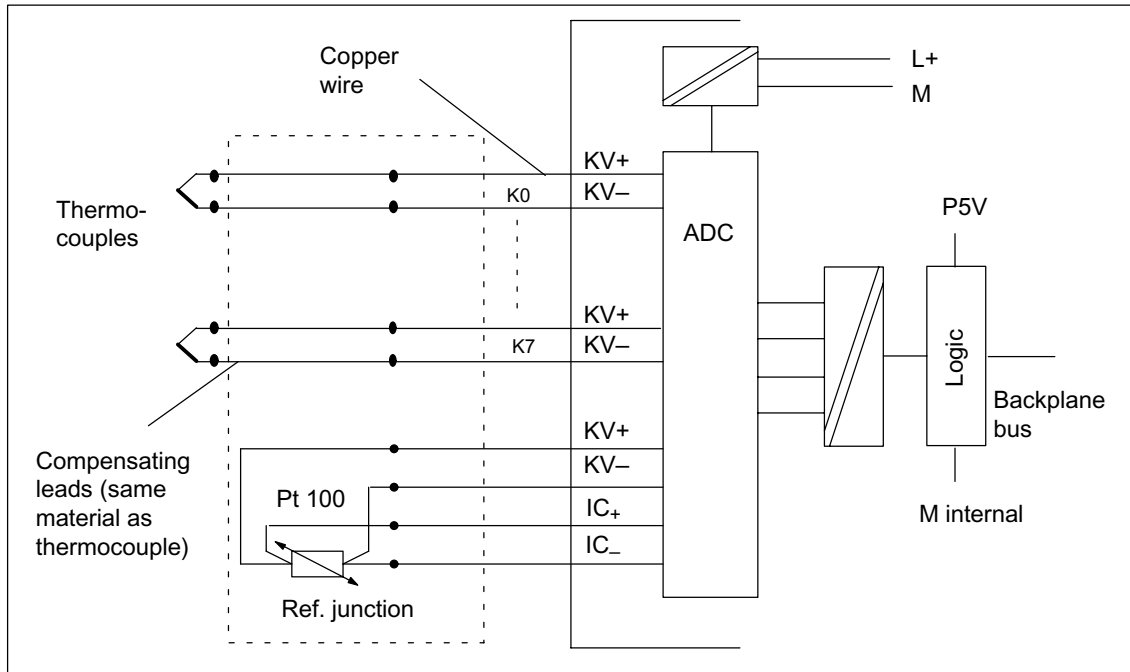 Copper
wire
L+
M
KV+
KV–
K0
Thermo-
couples
ADC
P5V
KV+
KV–
K7
Logic
Backplane
bus
KV+
KV–
Compensating
leads (same
material as
thermocouple)
Pt 100
IC+
IC–
M internal
Ref. junction